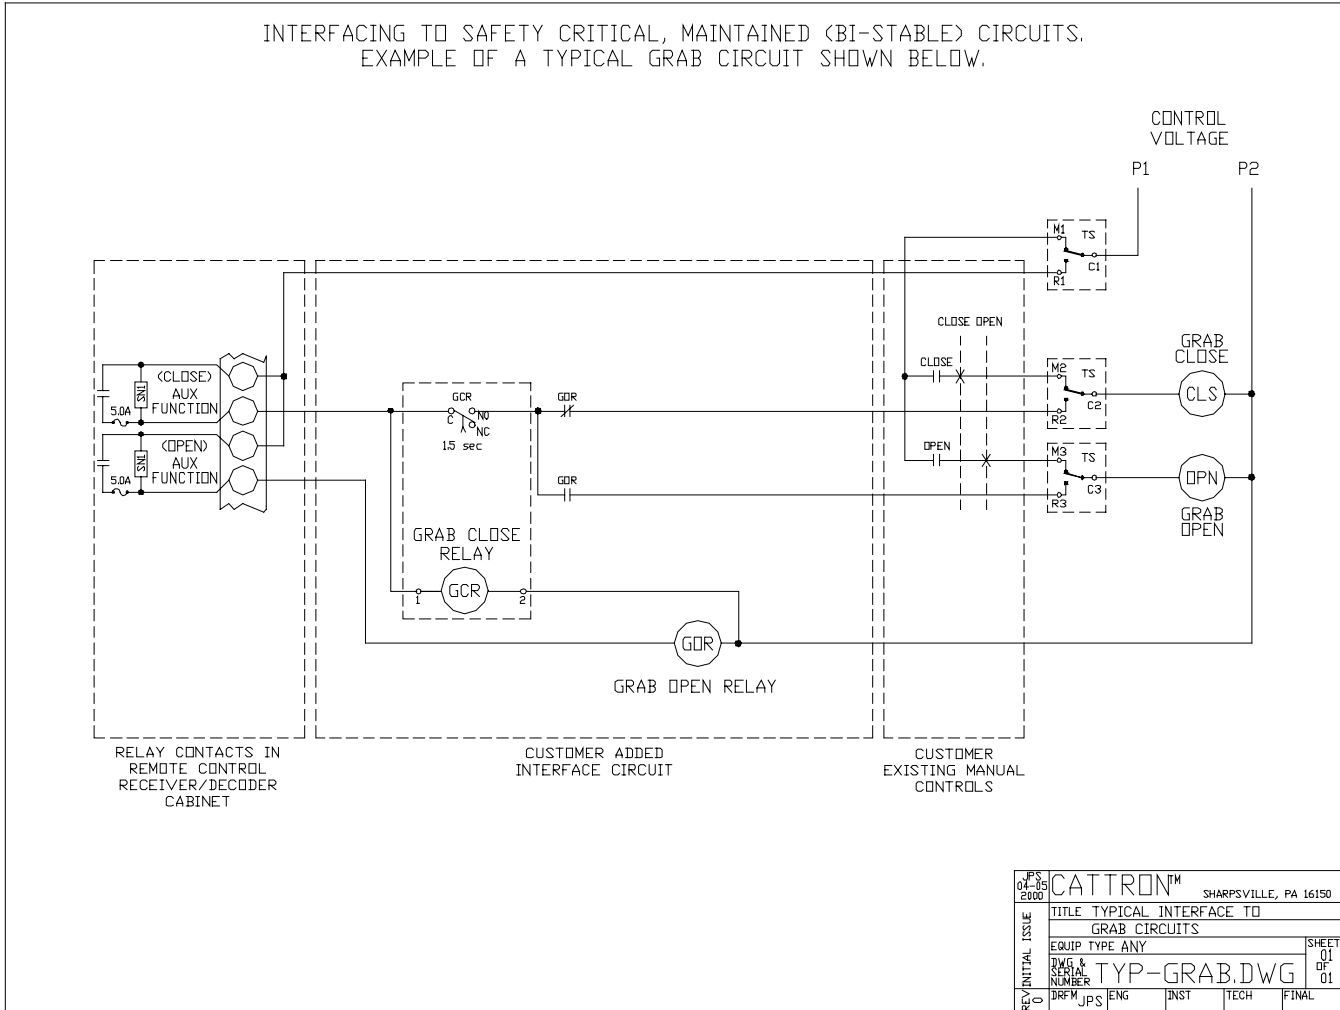 INTERFACING TO SAFETY CRITICAL, MAINTAINED (BI-STABLE) CIRCUITS.
EXAMPLE OF A TYPICAL GRAB CIRCUIT SHOWN BELOW.
CONTROL
VOLTAGE
P1
P2
M1
TS
C1
R1
CLOSE OPEN
CLOSE
M2
TS
C2
R2
GRAB
CLOSE
CLS
OPEN
M3
TS
C3
R3
OPN
GRAB
OPEN
(CLOSE)
AUX
FUNCTION
SN1
5.0A
(OPEN)
AUX
FUNCTION
SN1
5.0A
GCR
C
NO
NC
1.5 sec
GOR
GOR
GRAB CLOSE
RELAY
GCR
1
2
GOR
GRAB OPEN RELAY
RELAY CONTACTS IN
REMOTE CONTROL
RECEIVER/DECODER
CABINET
CUSTOMER ADDED
INTERFACE CIRCUIT
CUSTOMER
EXISTING MANUAL
CONTROLS
JPS
04-05
2000
CATTRON™
SHARPSVILLE, PA 16150
INITIAL ISSUE
TITLE TYPICAL INTERFACE TO
GRAB CIRCUITS
EQUIP TYPE ANY
SHEET
01
OF
01
DWG &
SERIAL
NUMBER
TYP-GRAB.DWG
REV
0
DRFM JPS
ENG
INST
TECH
FINAL